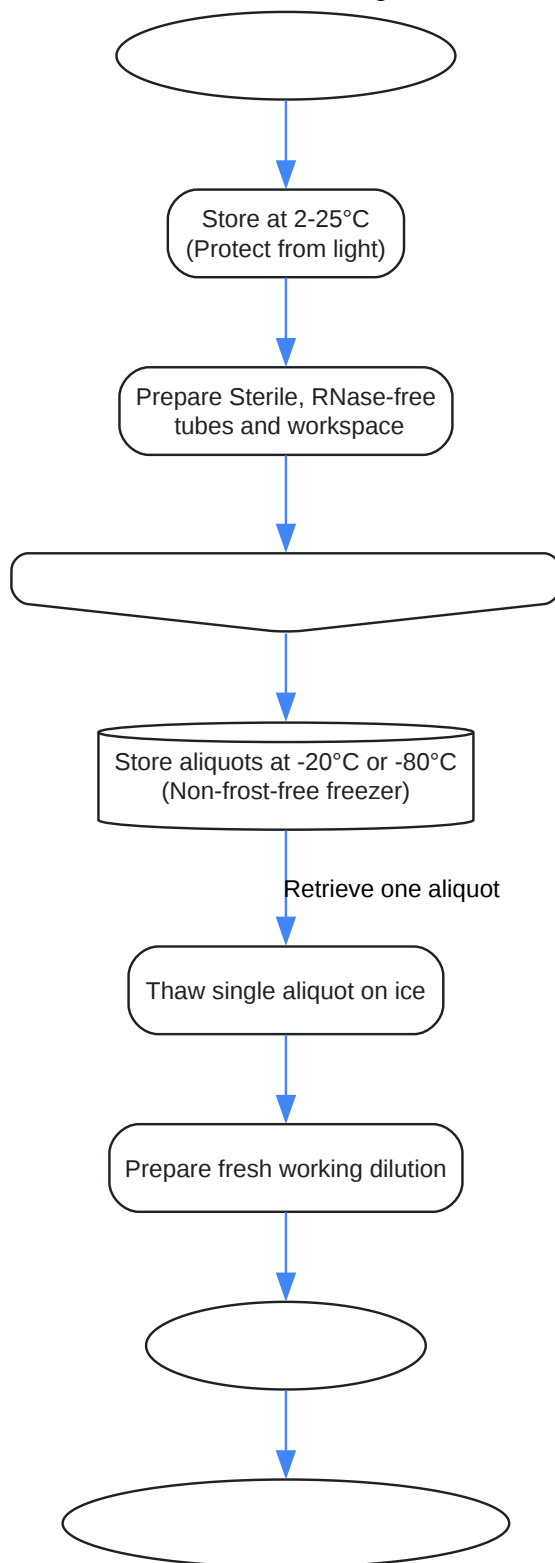 Store at 2-25°C
(Protect from light)
Prepare Sterile, RNase-free
tubes and workspace
Store aliquots at -20°C or -80°C
(Non-frost-free freezer)
Retrieve one aliquot
Thaw single aliquot on ice
Prepare fresh working dilution